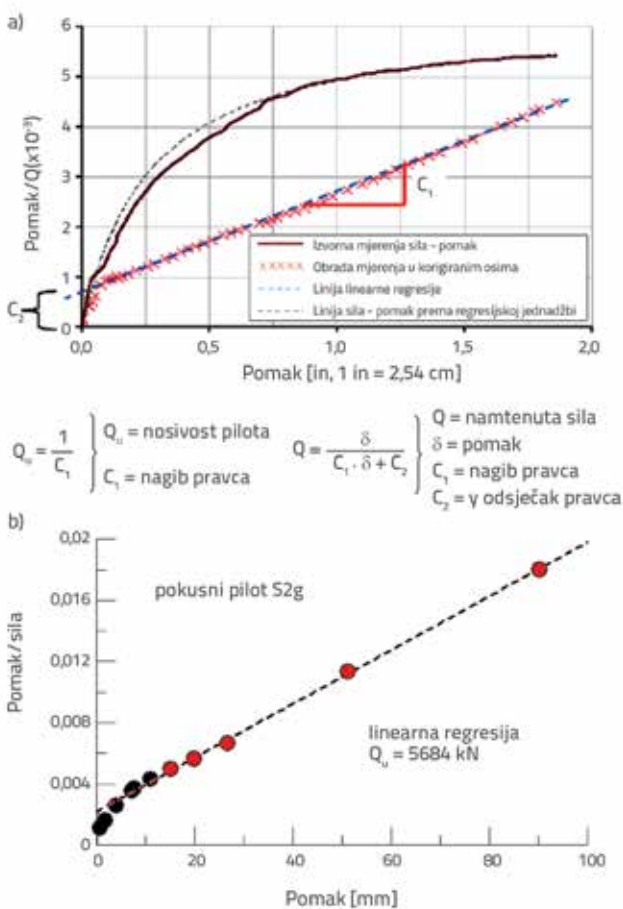 a)
Pomak/Q(x10⁻³)
6
5
4
3
2
1
0
C₂
C₁
Izvorna mjerenja sila - pomak
Obrada mjerenja u korigiranim osima
Linija linearne regresije
Linija sila - pomak prema regresijskoj jednadžbi
0,0 0,5 1,0 1,5 2,0
Pomak [in, 1 in = 2,54 cm]
Qᵤ = 1 / C₁
Qᵤ = nosivost pilota
C₁ = nagib pravca
Q = δ / C₁ · δ + C₂
Q = namtenuta sila
δ = pomak
C₁ = nagib pravca
C₂ = y odsječak pravca
b)
Pomak/sila
0,02
0,016
0,012
0,008
0,004
0
pokusni pilot S2g
linearna regresija
Qᵤ = 5684 kN
0 20 40 60 80 100
Pomak [mm]